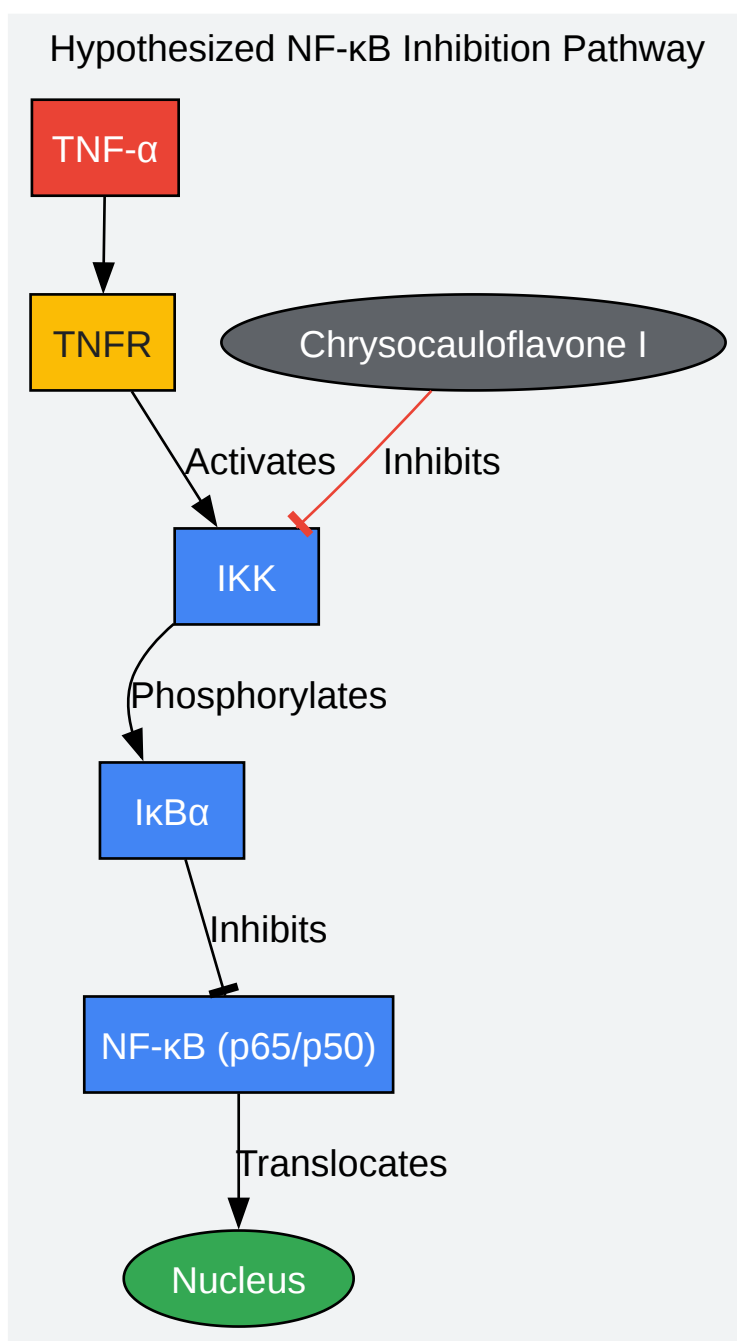 Hypothesized NF-κB Inhibition Pathway
TNF-α
TNFR
Chrysocauloflavone I
Activates
Inhibits
IKK
Phosphorylates
IκBα
Inhibits
NF-κB (p65/p50)
Translocates
Nucleus